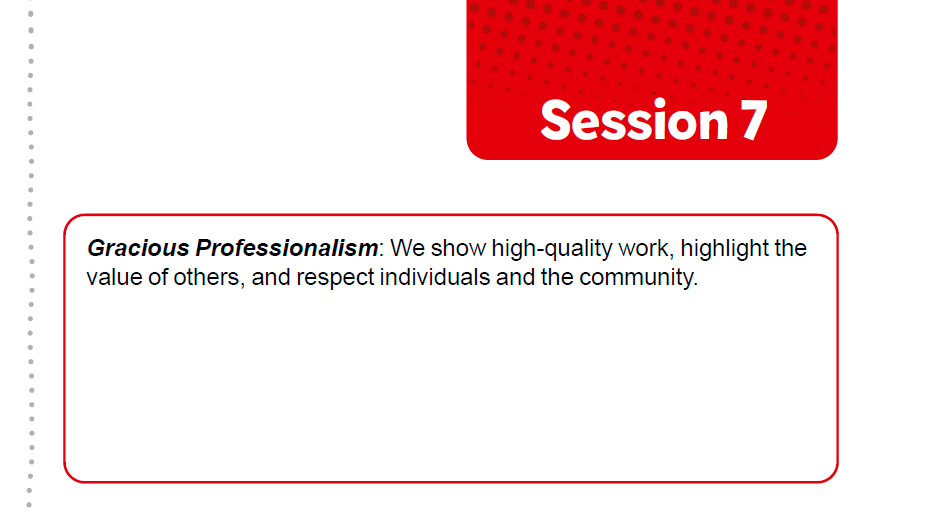 Session 7
Gracious Professionalism: We show high-quality work, highlight the
value of others, and respect individuals and the community.